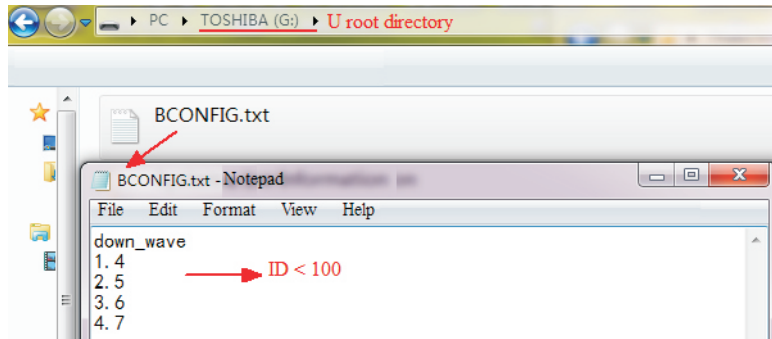 PC TOSHIBA (G:) U root directory
BCONFIG.txt
BCONFIG.txt - Notepad
File Edit Format View Help
down_wave
1. 4
ID < 100
2. 5
3. 6
4. 7